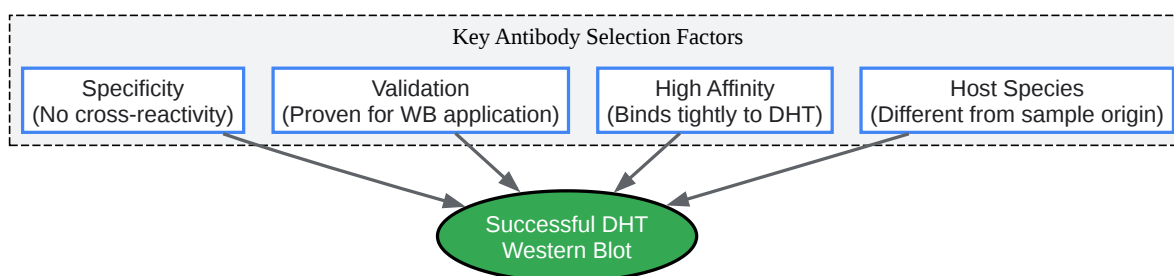 Key Antibody Selection Factors
Specificity
(No cross-reactivity)
Validation
(Proven for WB application)
High Affinity
(Binds tightly to DHT)
Host Species
(Different from sample origin)
Successful DHT
Western Blot